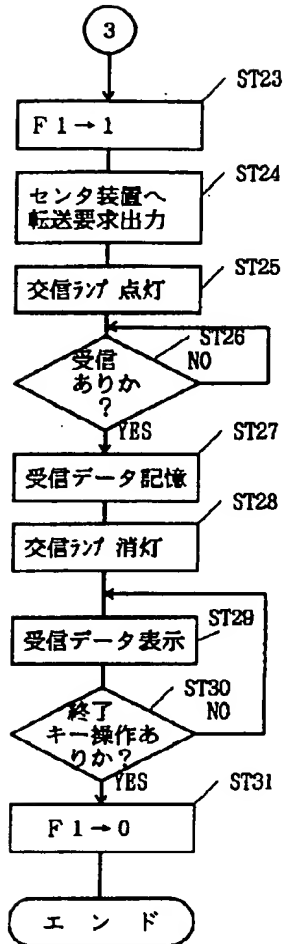 3
ST23
F1→1
ST24
センタ装置へ
転送要求出力
ST25
交信ランプ 点灯
ST26
受信
ありか
?
NO
YES
ST27
受信データ記憶
ST28
交信ランプ 消灯
ST29
受信データ表示
ST30
終了
キー操作あ
りか?
NO
YES
ST31
F1→0
エンド